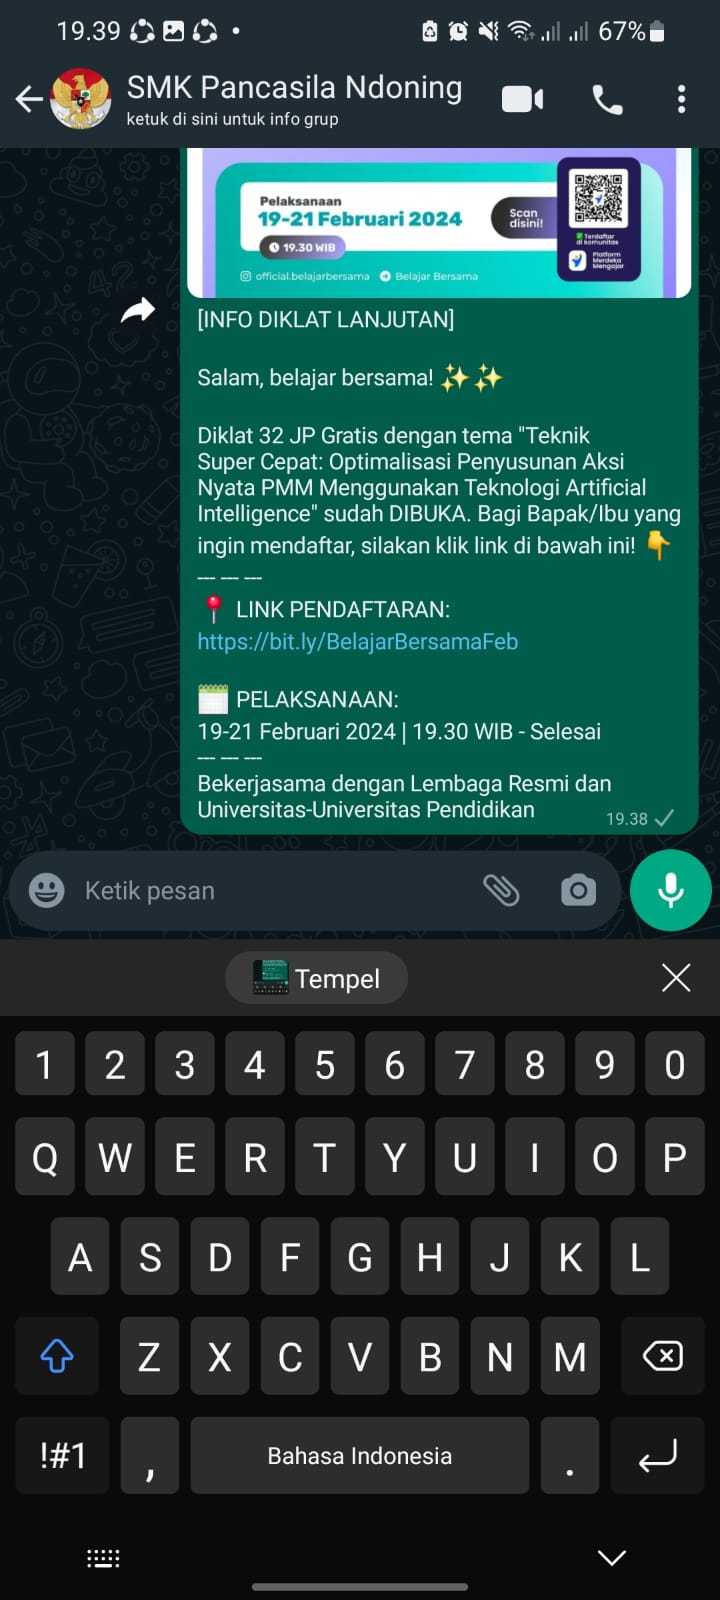 19.39
67%
SMK Pancasila Ndoning
ketuk di sini untuk info grup
Pelaksanaan
19-21 Februari 2024
19.30 WIB
Scan
disini!
Terdaftar
di komunitas
Platform
Merdeka
Mengajar
official.belajarbersama
Belajar Bersama
[INFO DIKLAT LANJUTAN]
Salam, belajar bersama! ✨✨
Diklat 32 JP Gratis dengan tema "Teknik
Super Cepat: Optimalisasi Penyusunan Aksi
Nyata PMM Menggunakan Teknologi Artificial
Intelligence" sudah DIBUKA. Bagi Bapak/Ibu yang
ingin mendaftar, silakan klik link di bawah ini! 👇
--- --- ---
📍 LINK PENDAFTARAN:
https://bit.ly/BelajarBersamaFeb
🗓 PELAKSANAAN:
19-21 Februari 2024 | 19.30 WIB - Selesai
--- --- ---
Bekerjasama dengan Lembaga Resmi dan
Universitas-Universitas Pendidikan
19.38
Ketik pesan
Tempel
1 2 3 4 5 6 7 8 9 0
Q W E R T Y U I O P
A S D F G H J K L
Z X C V B N M
!#1 , Bahasa Indonesia .